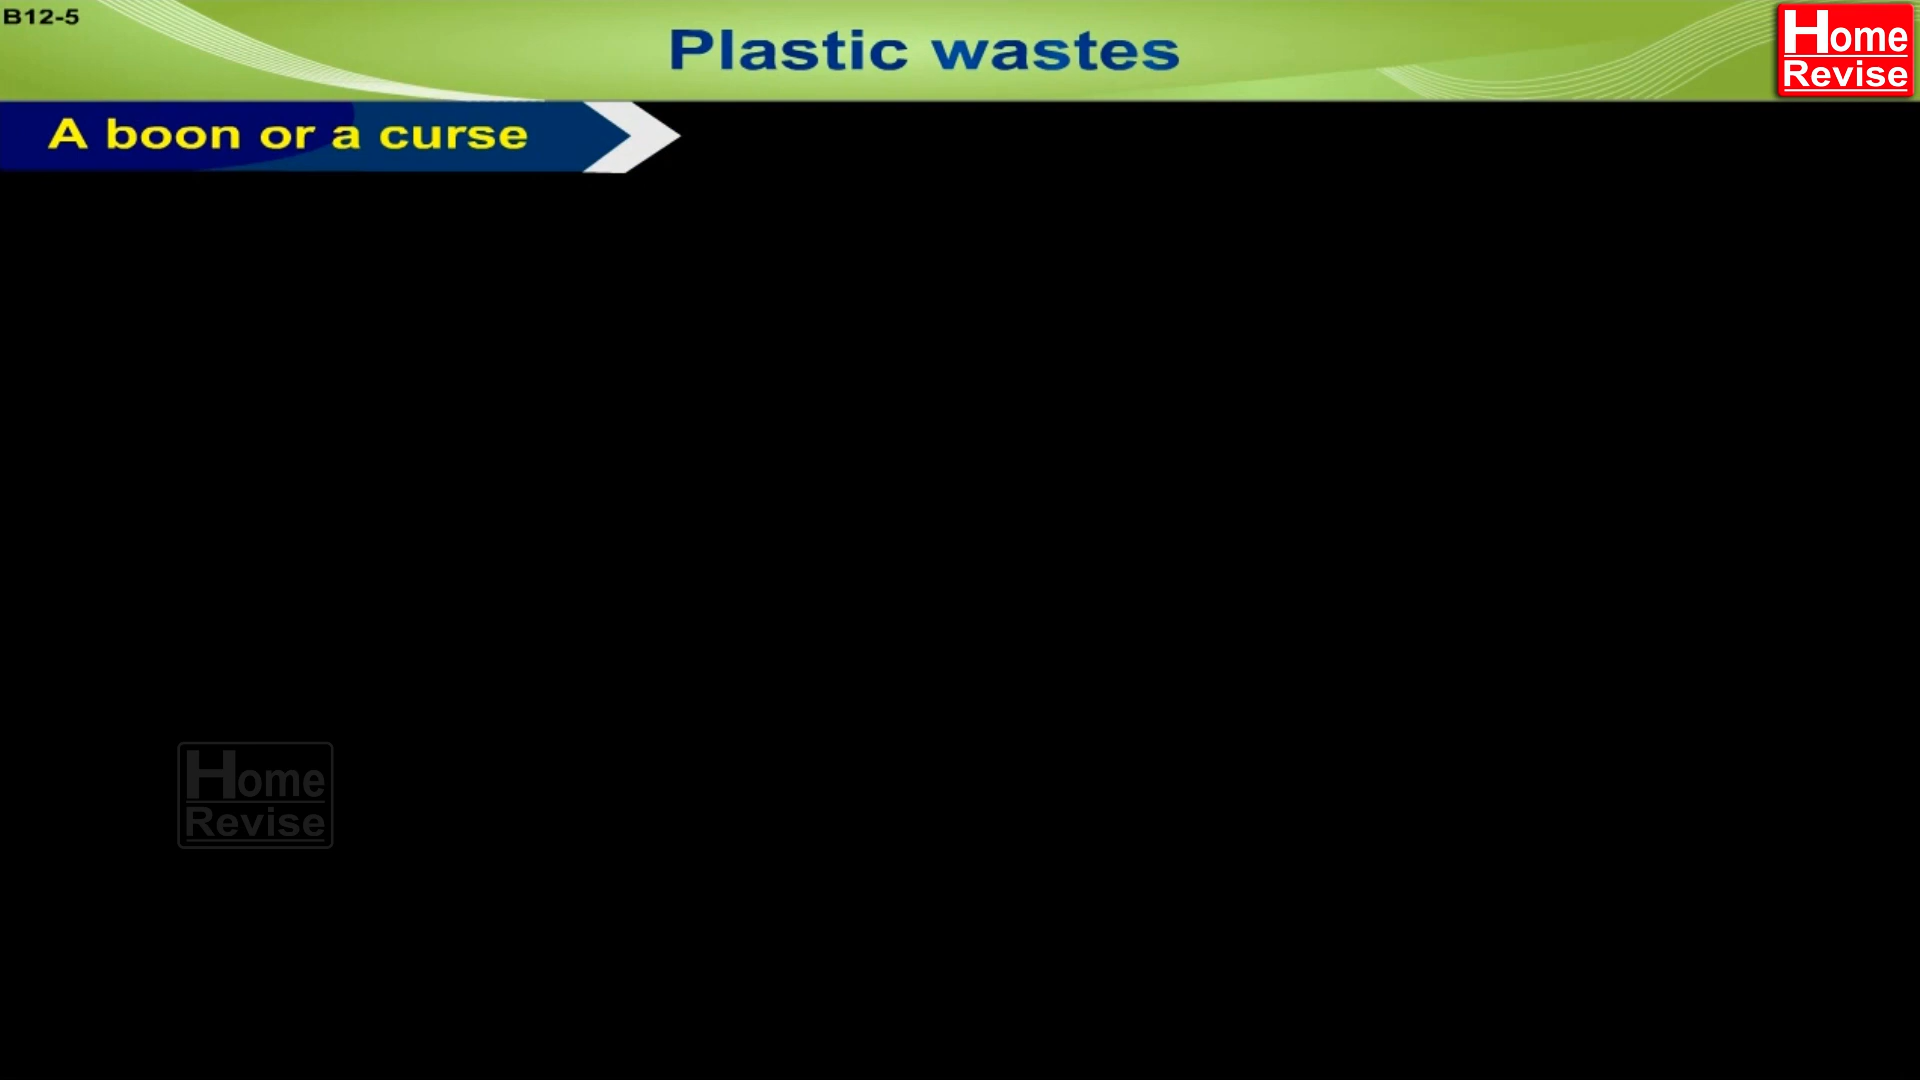 B12-5
Plastic wastes
Home
Revise
A boon or a curse
Home
Revise